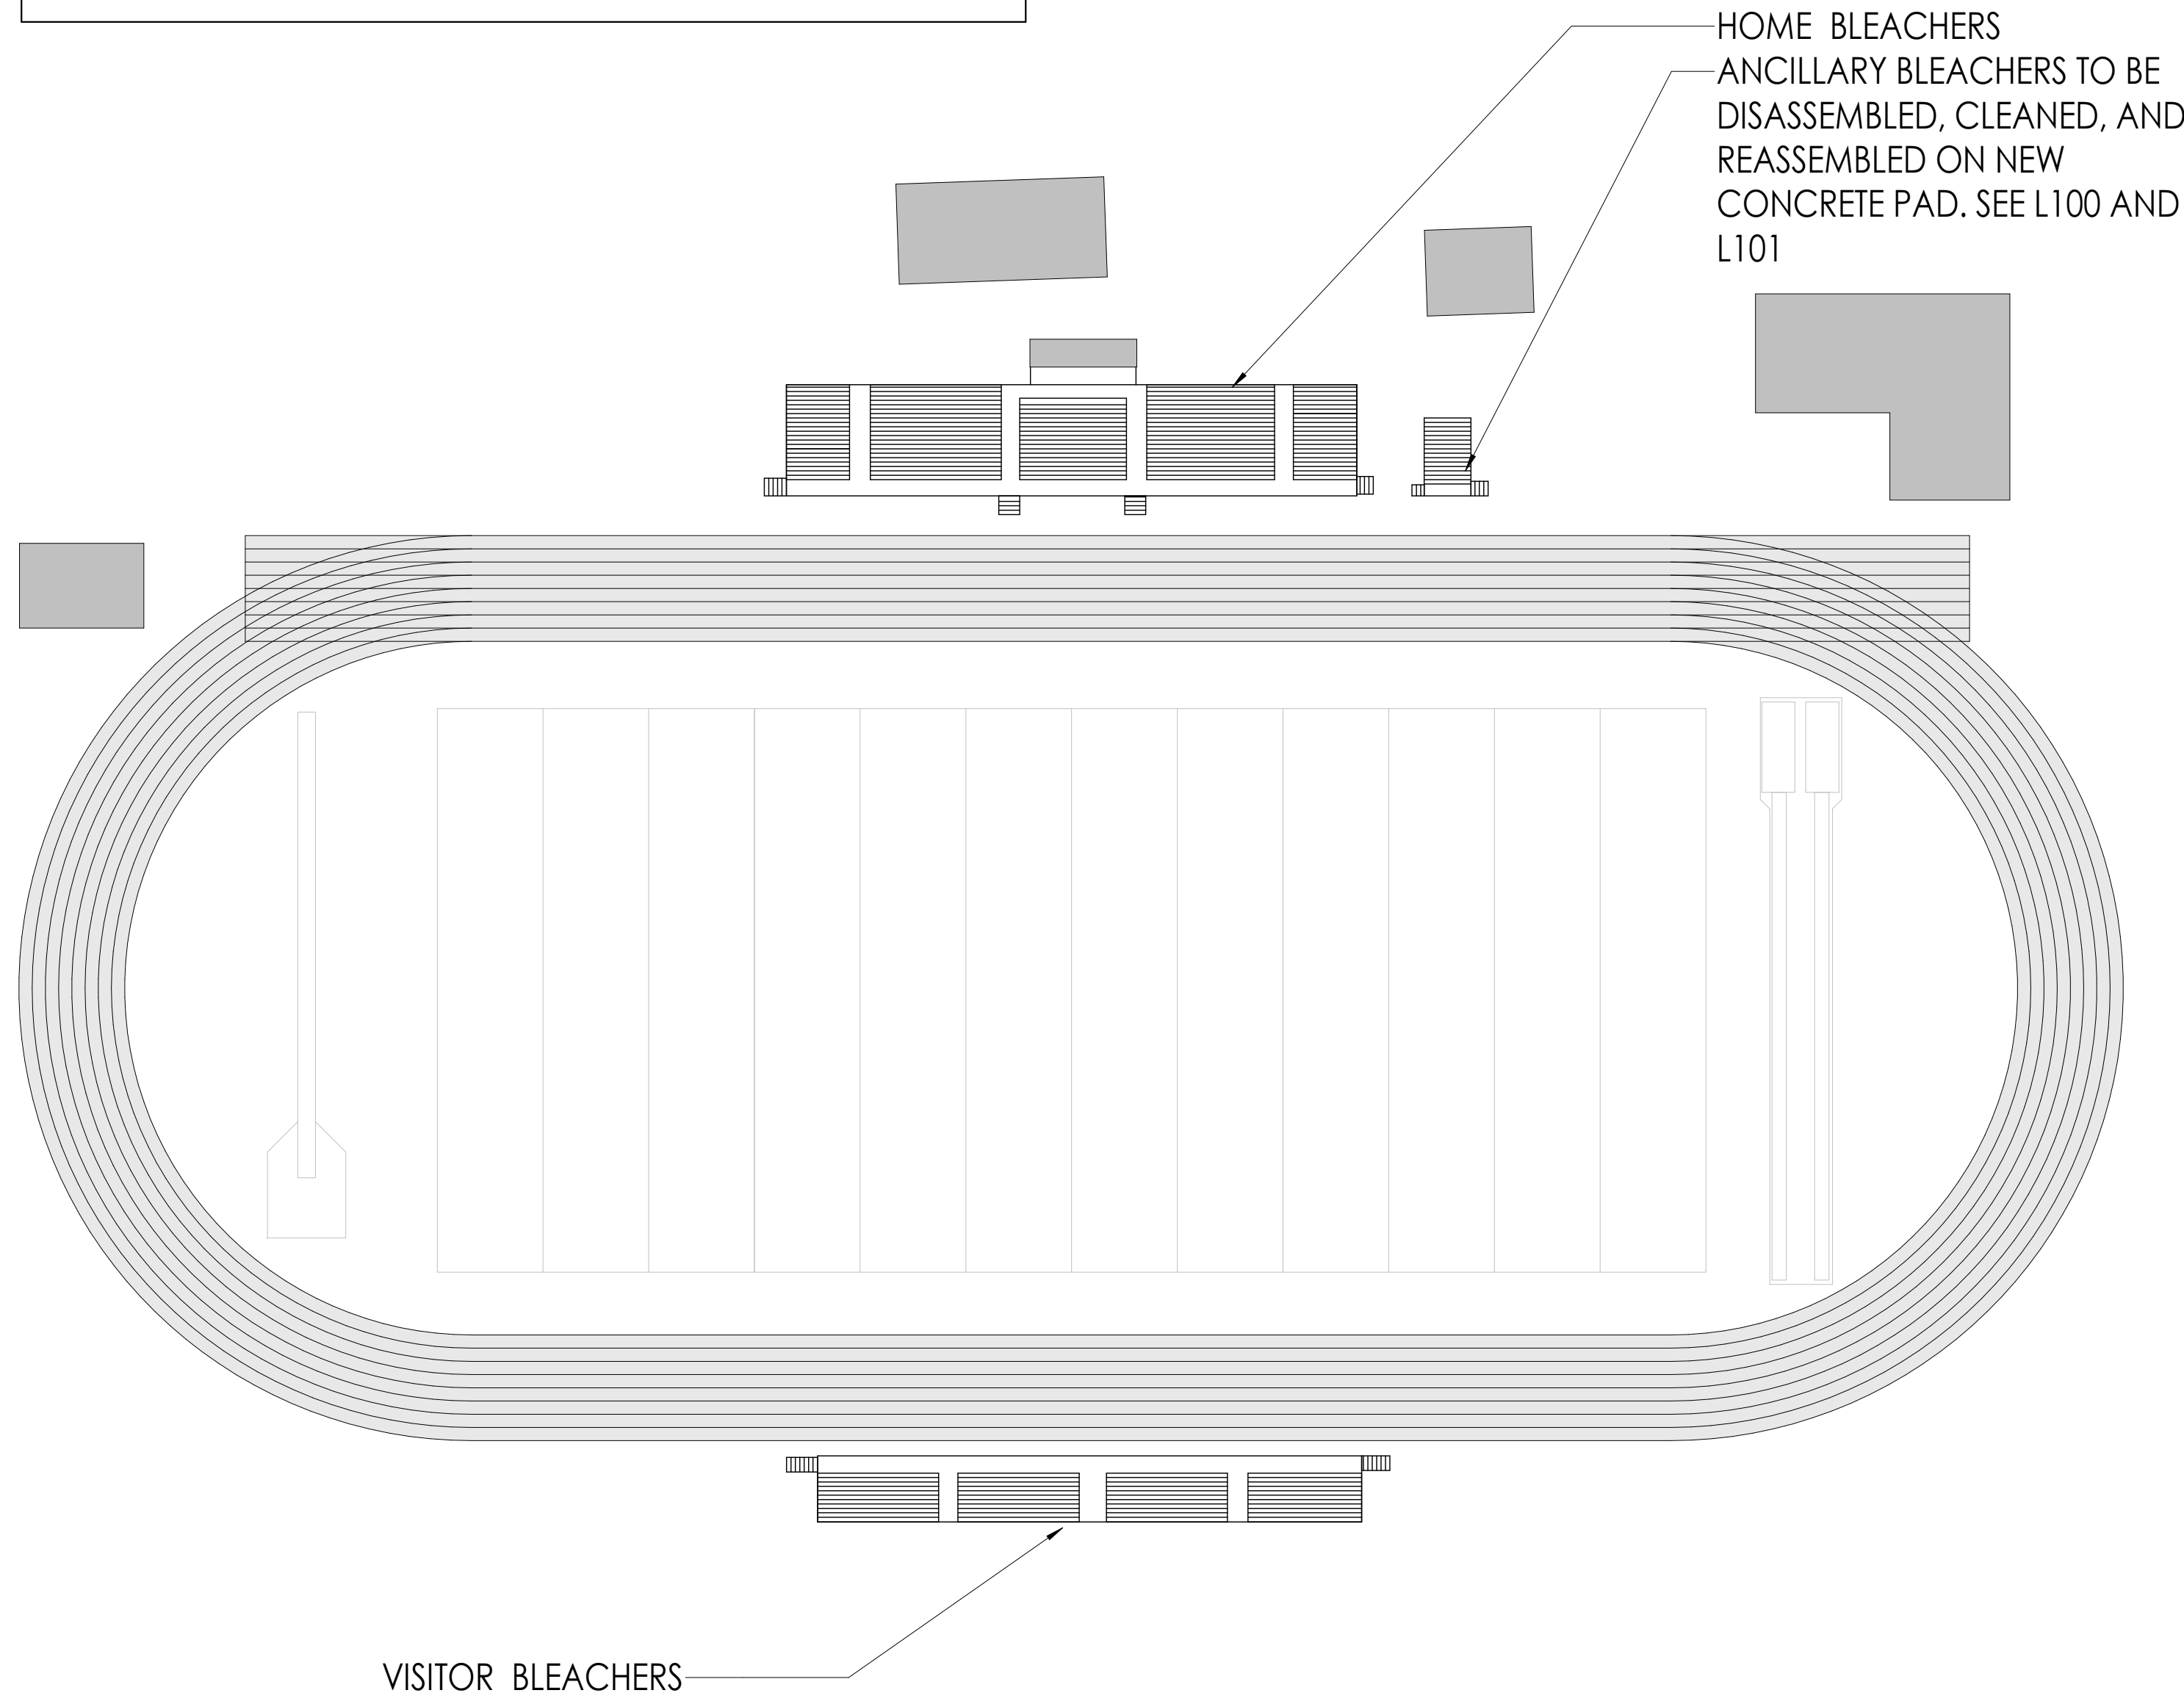 HOME BLEACHERS
ANCILLARY BLEACHERS TO BE
DISASSEMBLED, CLEANED, AND
REASSEMBLED ON NEW
CONCRETE PAD. SEE L100 AND
L101
VISITOR BLEACHERS